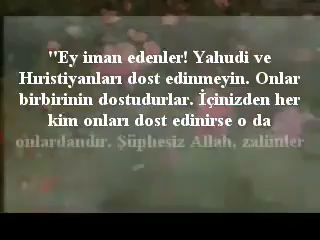 "Ey iman edenler! Yahudi ve
Hıristiyanları dost edinmeyin. Onlar
birbirinin dostudurlar. İçinizden her
kim onları dost edinirse o da
onlardandır. Şüphesiz Allah, zalimler